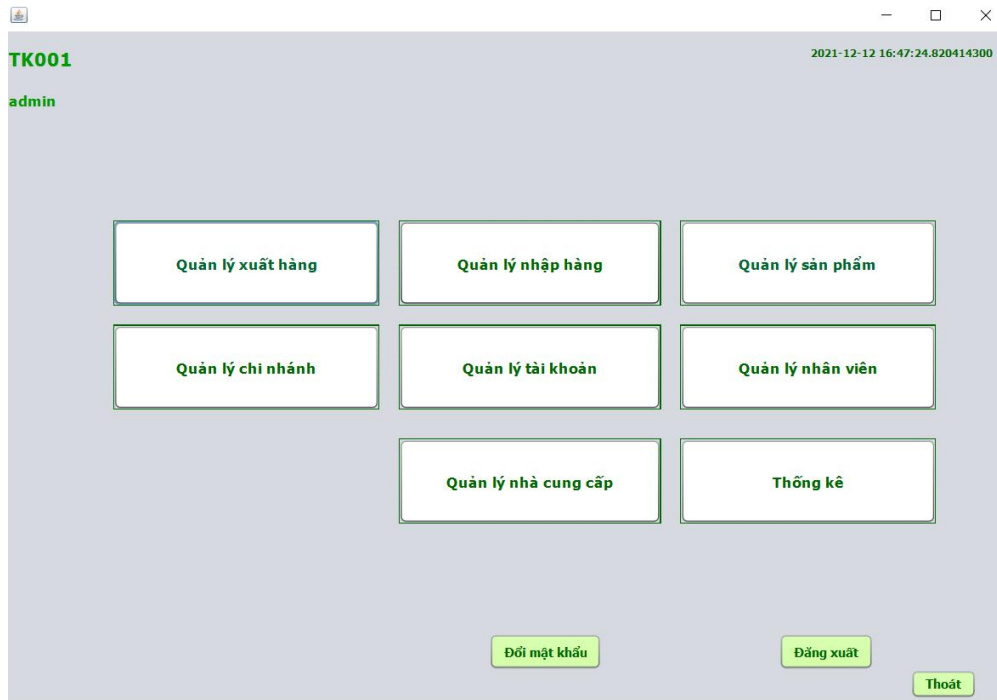 TK001
2021-12-12 16:47:24.820414300
admin
Quản lý xuất hàng
Quản lý nhập hàng
Quản lý sản phẩm
Quản lý chi nhánh
Quản lý tài khoản
Quản lý nhân viên
Quản lý nhà cung cấp
Thống kê
Đổi mật khẩu
Đăng xuất
Thoát